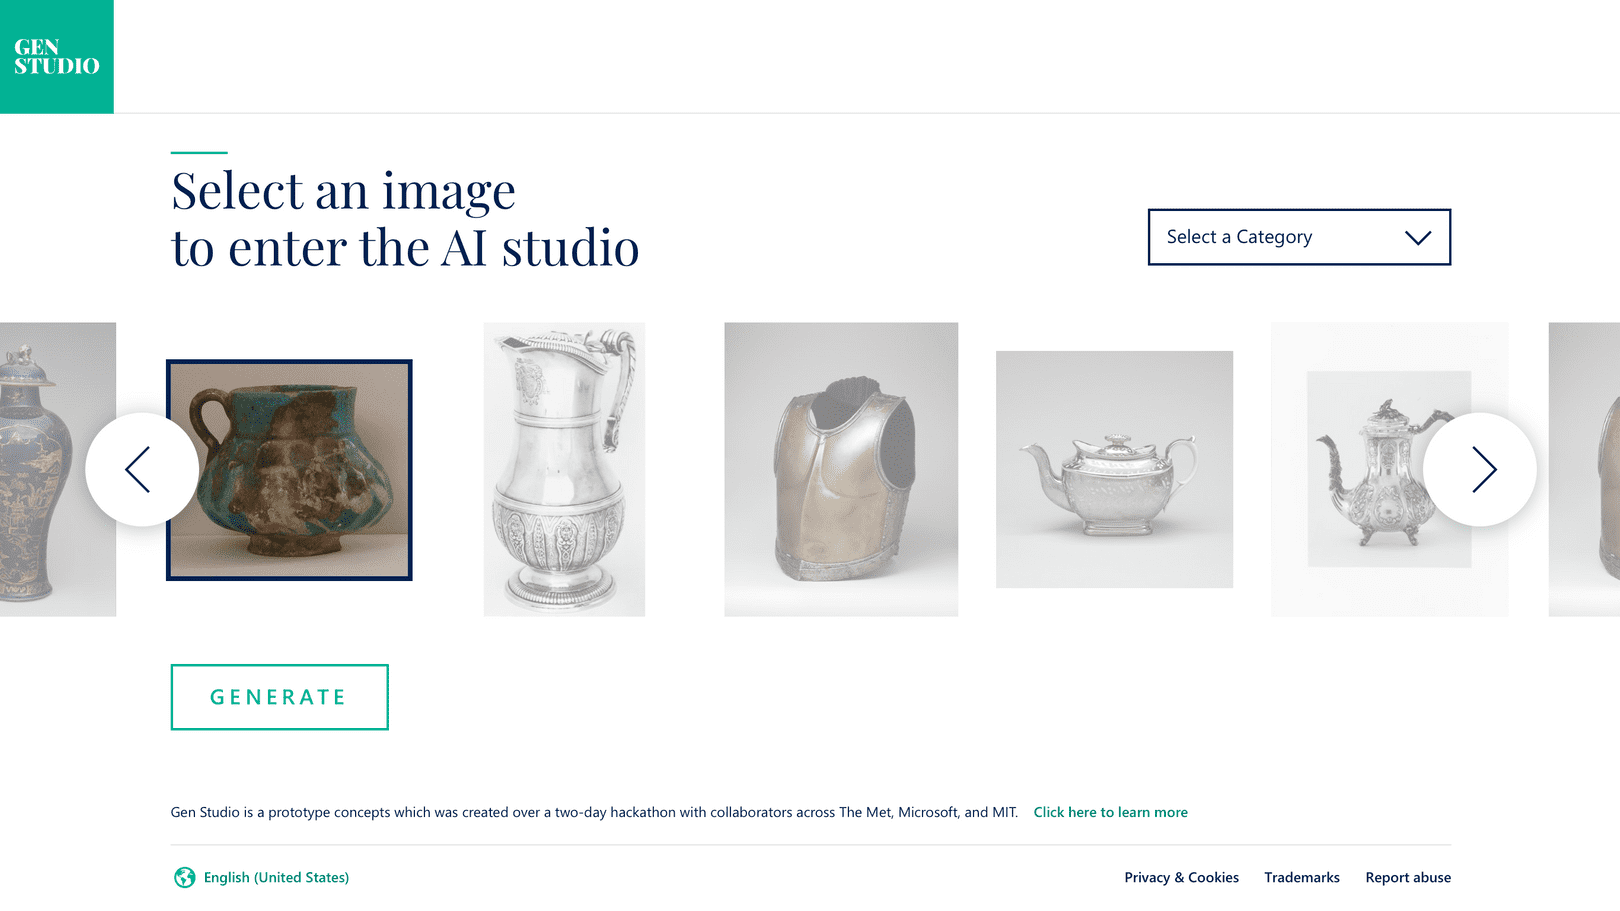 GEN
STUDIO
Select an image
to enter the AI studio
Select a Category
GENERATE
Gen Studio is a prototype concepts which was created over a two-day hackathon with collaborators across The Met, Microsoft, and MIT. Click here to learn more
English (United States)
Privacy & Cookies Trademarks Report abuse